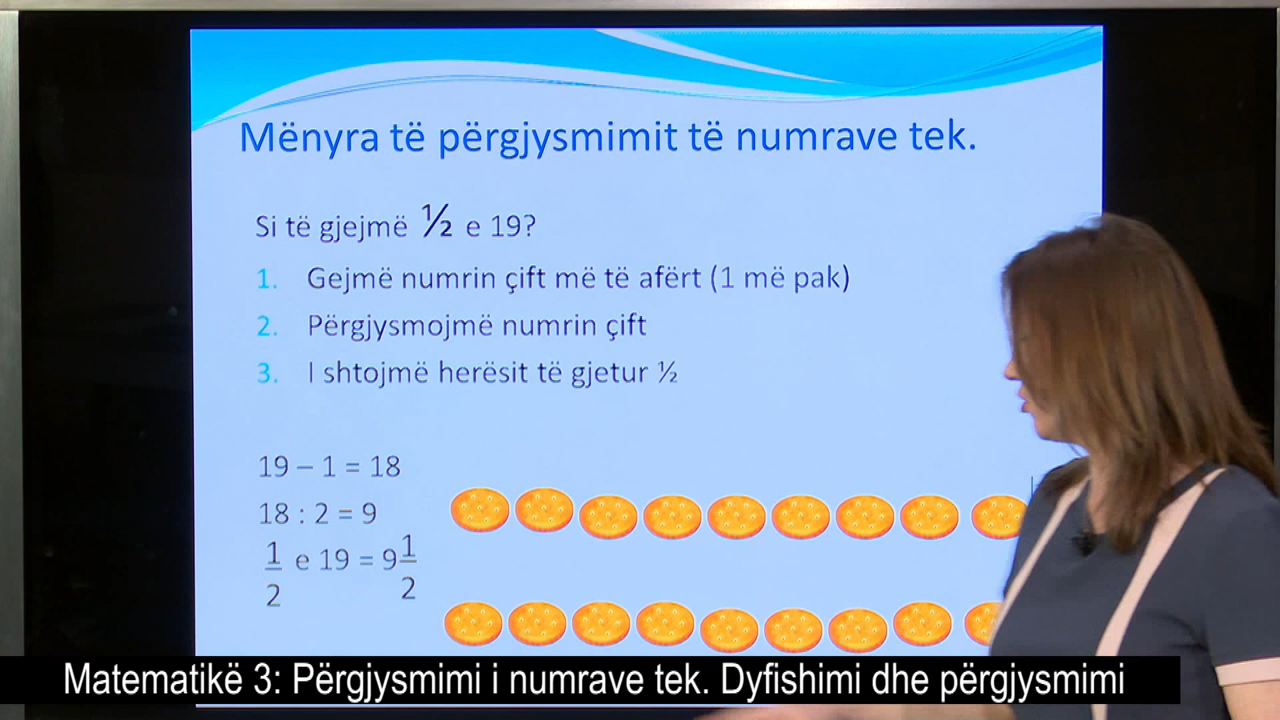 Mënyra të përgjysmimit të numrave tek.
Si të gjejmë ½ e 19?
1. Gejmë numrin çift më të afërt (1 më pak)
2. Përgjysmojmë numrin çift
3. I shtojmë herësit të gjetur ½
19 – 1 = 18
18 : 2 = 9
1/2 e 19 = 9 1/2
Matematikë 3: Përgjysmimi i numrave tek. Dyfishimi dhe përgjysmimi